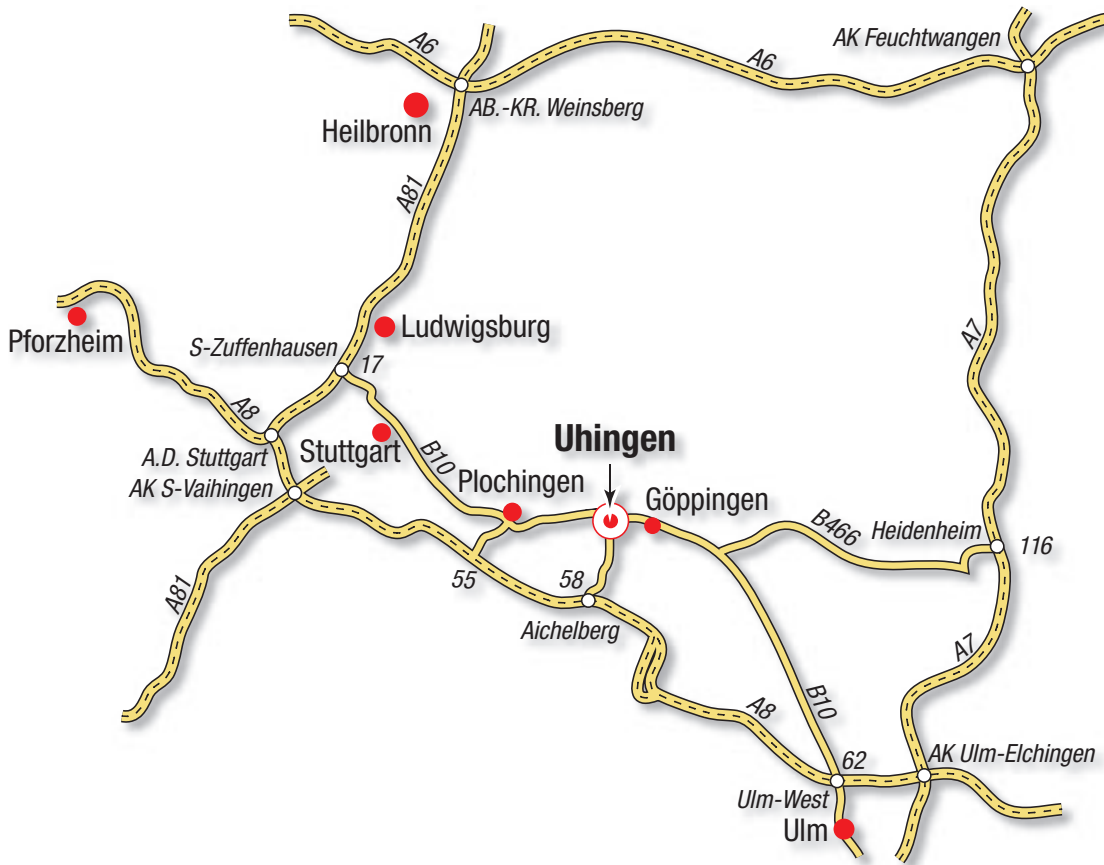 A6
AK Feuchtwangen
A6
AB.-KR. Weinsberg
Heilbronn
A81
A7
Pforzheim
Ludwigsburg
S-Zuffenhausen
17
A8
Stuttgart
A.D. Stuttgart
AK S-Vaihingen
B10
Uhingen
Plochingen
Göppingen
B466
Heidenheim
116
A81
55
58
Aichelberg
A7
B10
A8
62
AK Ulm-Elchingen
Ulm-West
Ulm